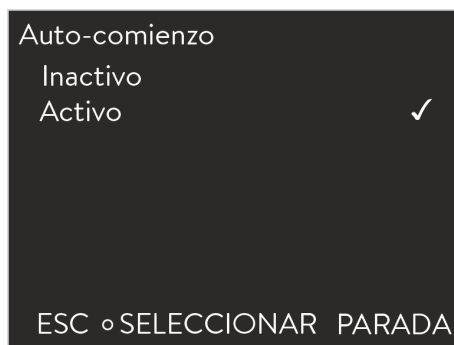 Auto-comienzo
Inactivo
Activo ✓
ESC ○ SELECCIONAR PARADA